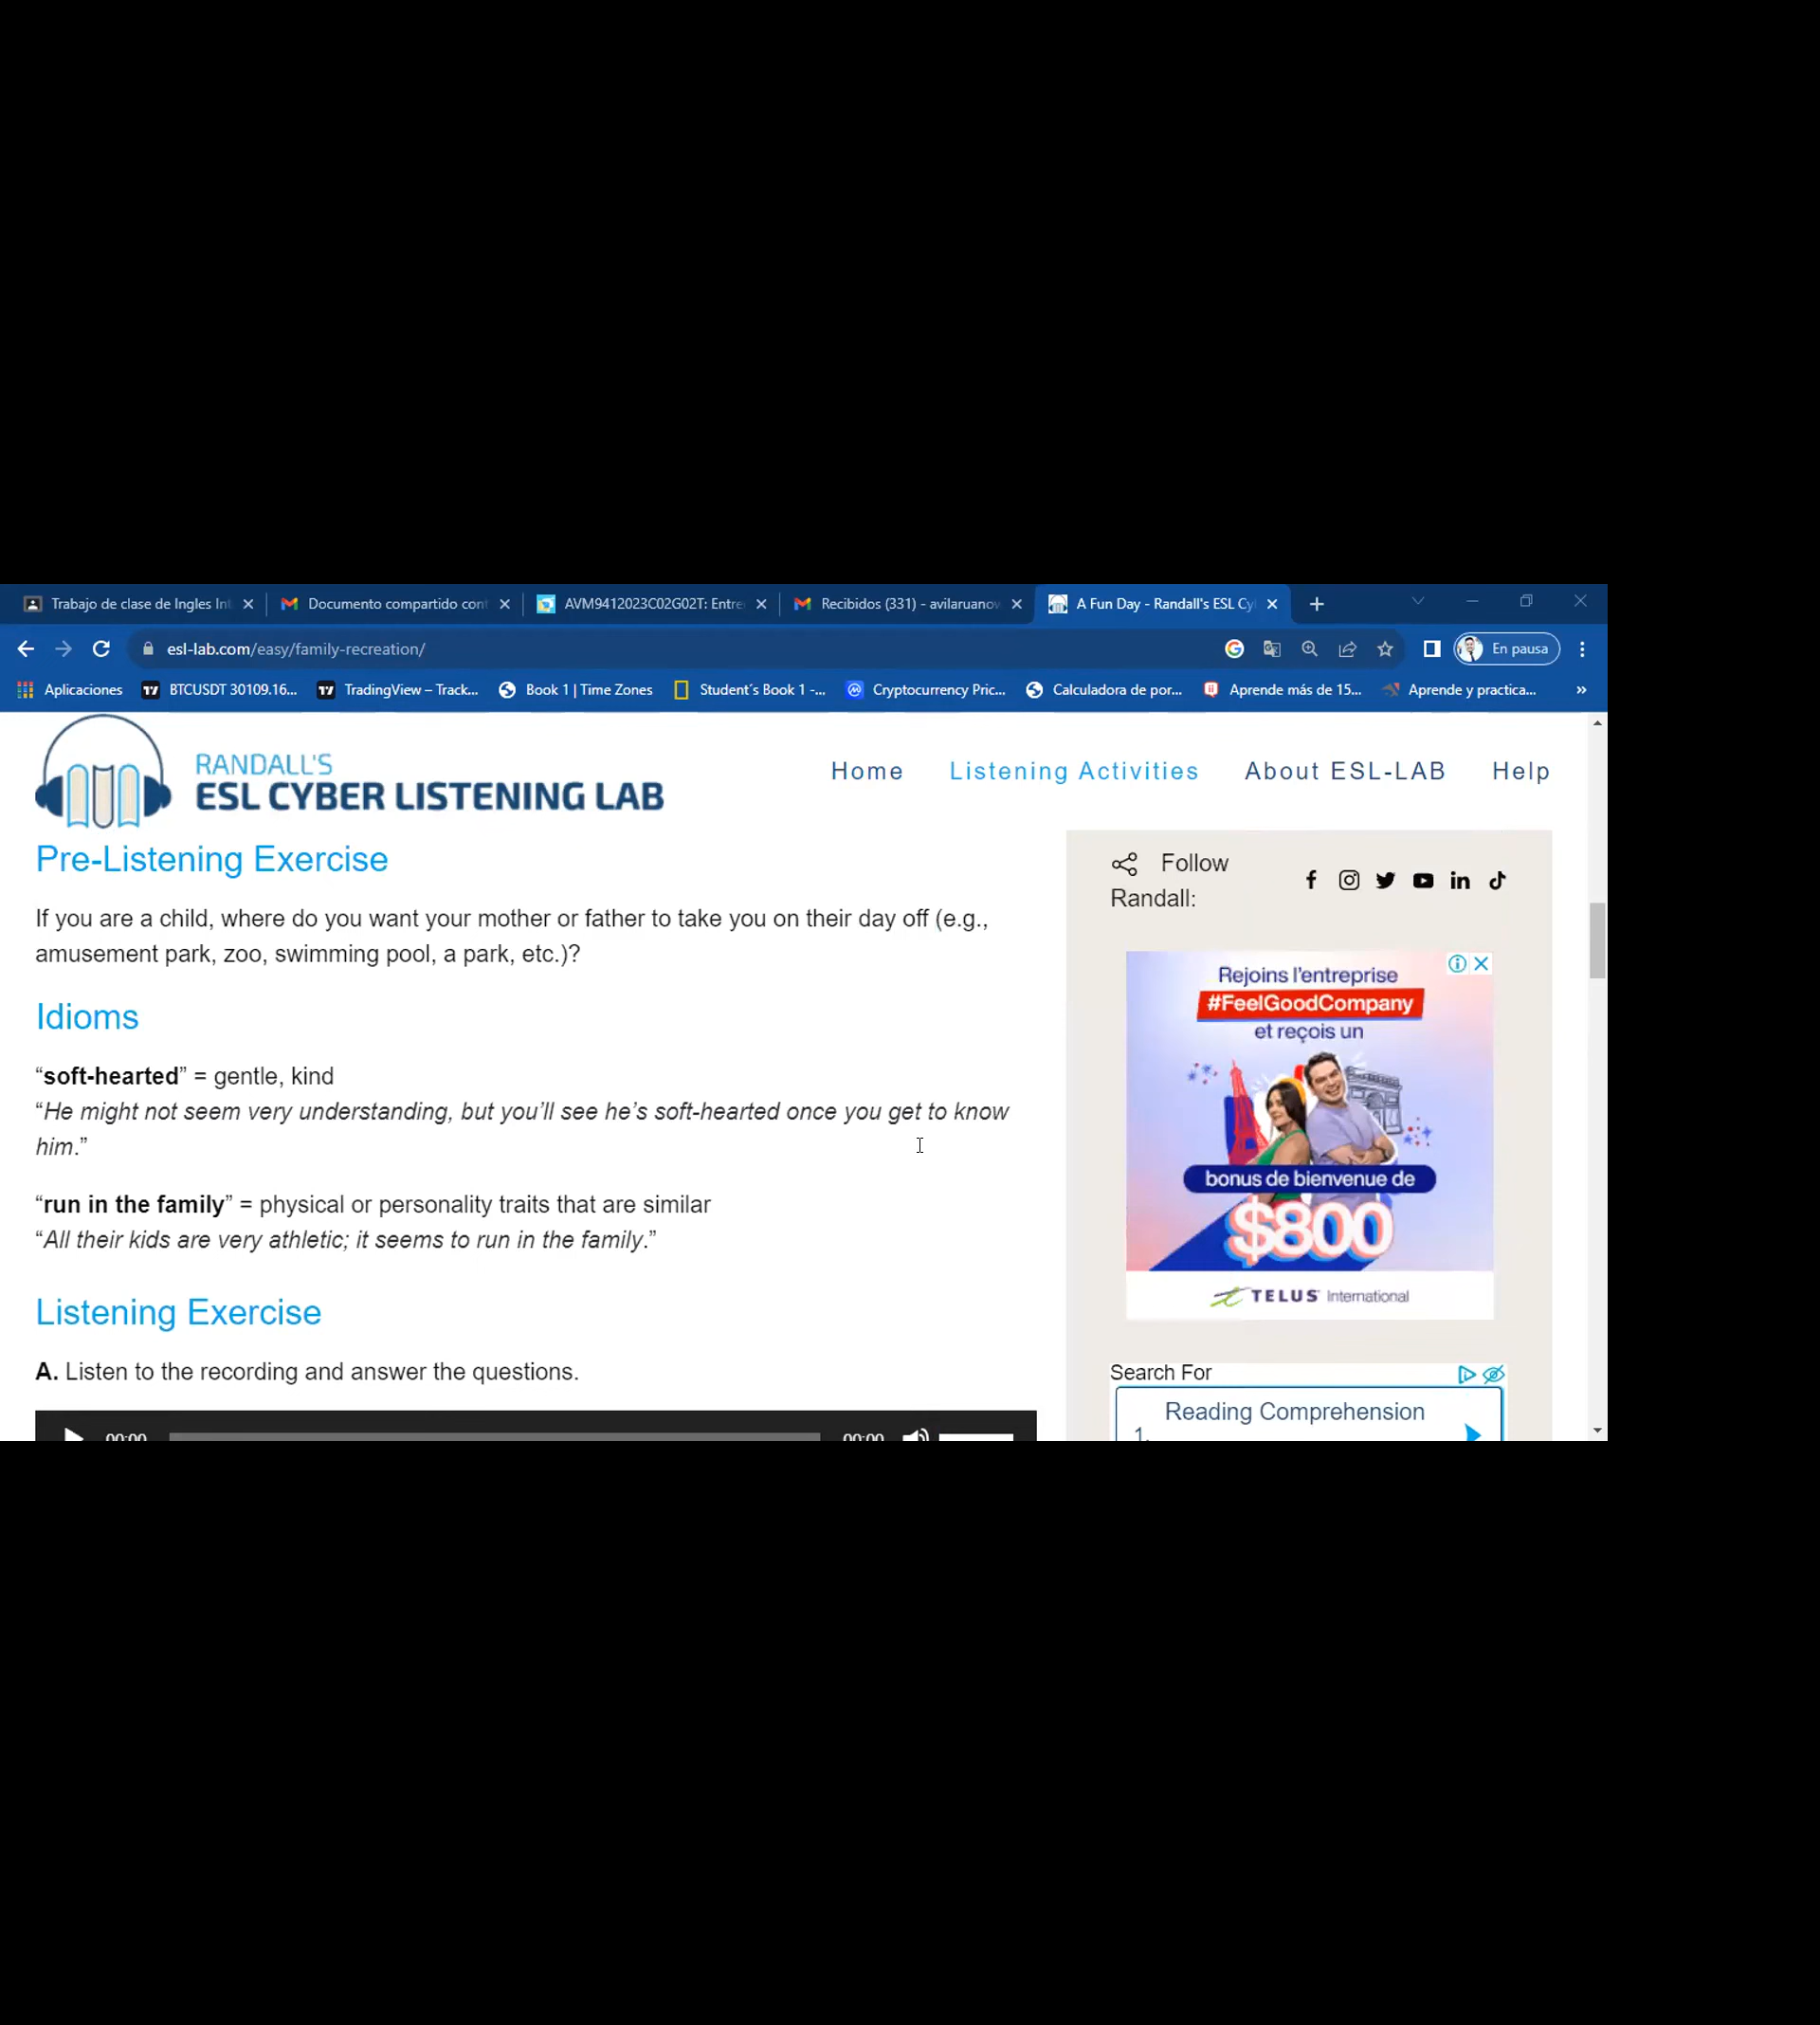 Trabajo de clase de Ingles Int
Documento compartido con
AVM9412023C02G02T: Entre
Recibidos (331) - avilaruanov
A Fun Day - Randall's ESL Cy
esl-lab.com/easy/family-recreation/
En pausa
Aplicaciones
BTCUSDT 30109.16...
TradingView – Track...
Book 1 | Time Zones
Student´s Book 1 -...
Cryptocurrency Pric...
Calculadora de por...
Aprende más de 15...
Aprende y practica...
»
RANDALL'S
ESL CYBER LISTENING LAB
Home
Listening Activities
About ESL-LAB
Help
Pre-Listening Exercise
If you are a child, where do you want your mother or father to take you on their day off (e.g.,
amusement park, zoo, swimming pool, a park, etc.)?
Idioms
“soft-hearted” = gentle, kind
“He might not seem very understanding, but you’ll see he’s soft-hearted once you get to know
him.”
“run in the family” = physical or personality traits that are similar
“All their kids are very athletic; it seems to run in the family.”
Listening Exercise
A. Listen to the recording and answer the questions.
00:00
00:00
Follow
Randall:
Rejoins l’entreprise
#FeelGoodCompany
et reçois un
bonus de bienvenue de
$800
TELUS International
Search For
Reading Comprehension
1.